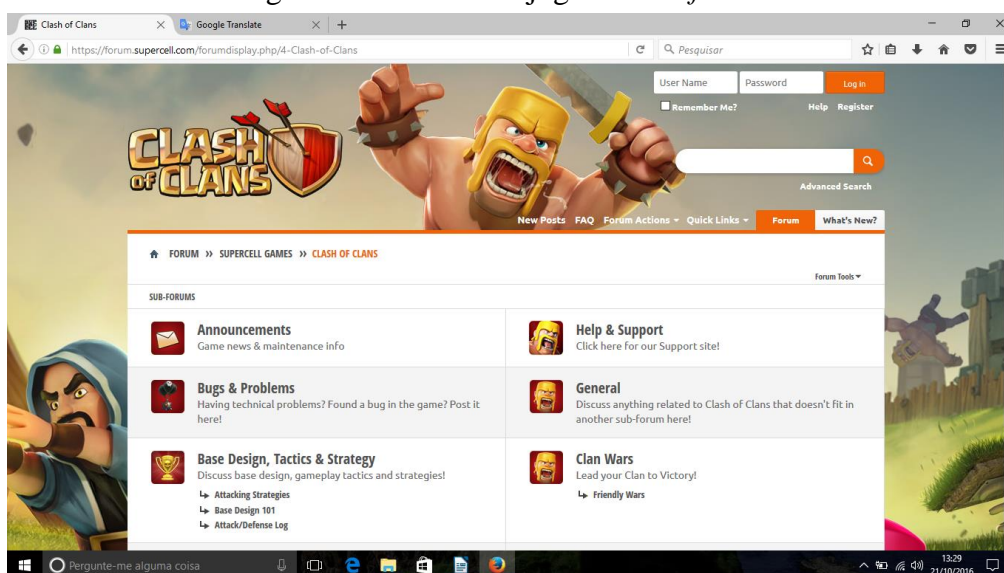 Clash of Clans
Google Translate
https://forum.supercell.com/forumdisplay.php/4-Clash-of-Clans
Pesquisar
User Name
Password
Log in
Remember Me?
Help
Register
CLASH
OF CLANS
Advanced Search
New Posts
FAQ
Forum Actions
Quick Links
Forum
What's New?
FORUM
SUPERCELL GAMES
CLASH OF CLANS
Forum Tools
SUB-FORUMS
Announcements
Game news & maintenance info
Help & Support
Click here for our Support site!
Bugs & Problems
Having technical problems? Found a bug in the game? Post it
here!
General
Discuss anything related to Clash of Clans that doesn't fit in
another sub-forum here!
Base Design, Tactics & Strategy
Discuss base design, gameplay tactics and strategies!
Attacking Strategies
Base Design 101
Attack/Defense Log
Clan Wars
Lead your Clan to Victory!
Friendly Wars
Pergunte-me alguma coisa
13:29
21/10/2016